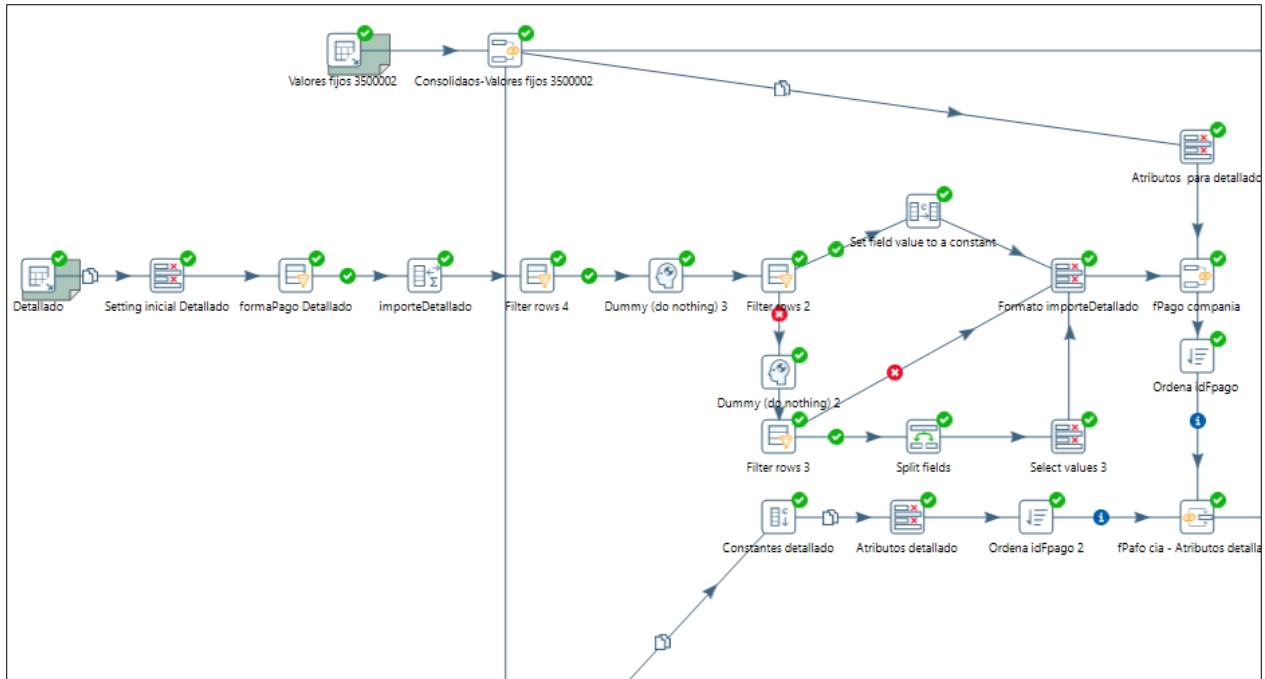 Valores fijos 3500002
Consolidaos-Valores fijos 3500002
Atributos  para detallado
Set field value to a constant
Detallado
Setting inicial Detallado
formaPago Detallado
importeDetallado
Filter rows 4
Dummy (do nothing) 3
Filter rows 2
Formato importeDetallado
fPago compania
Ordena idFpago
Dummy (do nothing) 2
Filter rows 3
Split fields
Select values 3
Constantes detallado
Atributos detallado
Ordena idFpago 2
fPafo cia - Atributos detalla